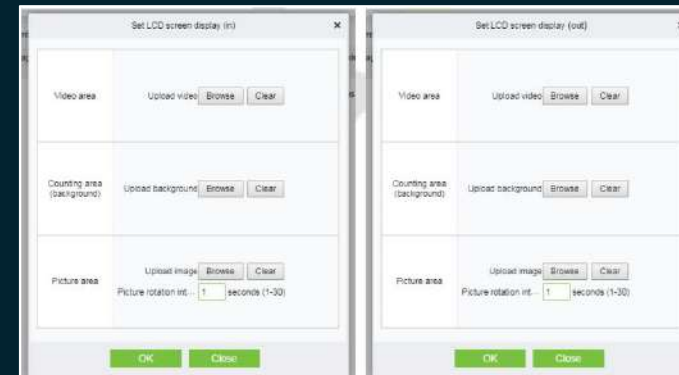 Set LCD screen display (in)
×
Video area
Upload video Browse Clear
Counting area
(background)
Upload background Browse Clear
Picture area
Upload image Browse Clear
Picture rotation int... 1 seconds (1-30)
OK Close
Set LCD screen display (out)
Video area
Upload video Browse Clear
Counting area
(background)
Upload background Browse Clear
Picture area
Upload image Browse Clear
Picture rotation int... 1 seconds (1-30)
OK Close